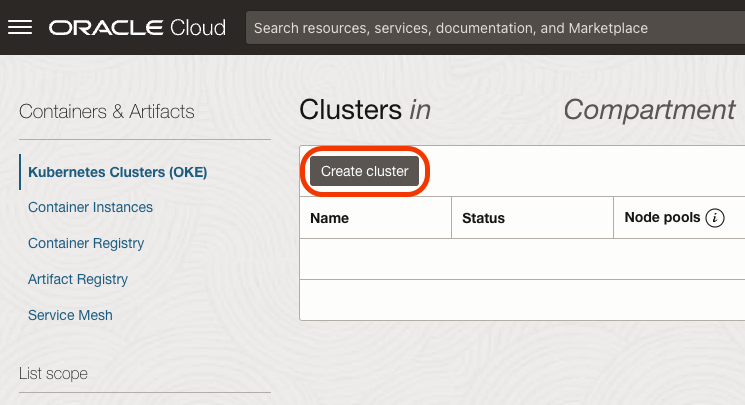 ORACLE Cloud
Search resources, services, documentation, and Marketplace
Containers & Artifacts
Kubernetes Clusters (OKE)
Container Instances
Container Registry
Artifact Registry
Service Mesh
List scope
Clusters in Compartment
Create cluster
Name Status Node pools i